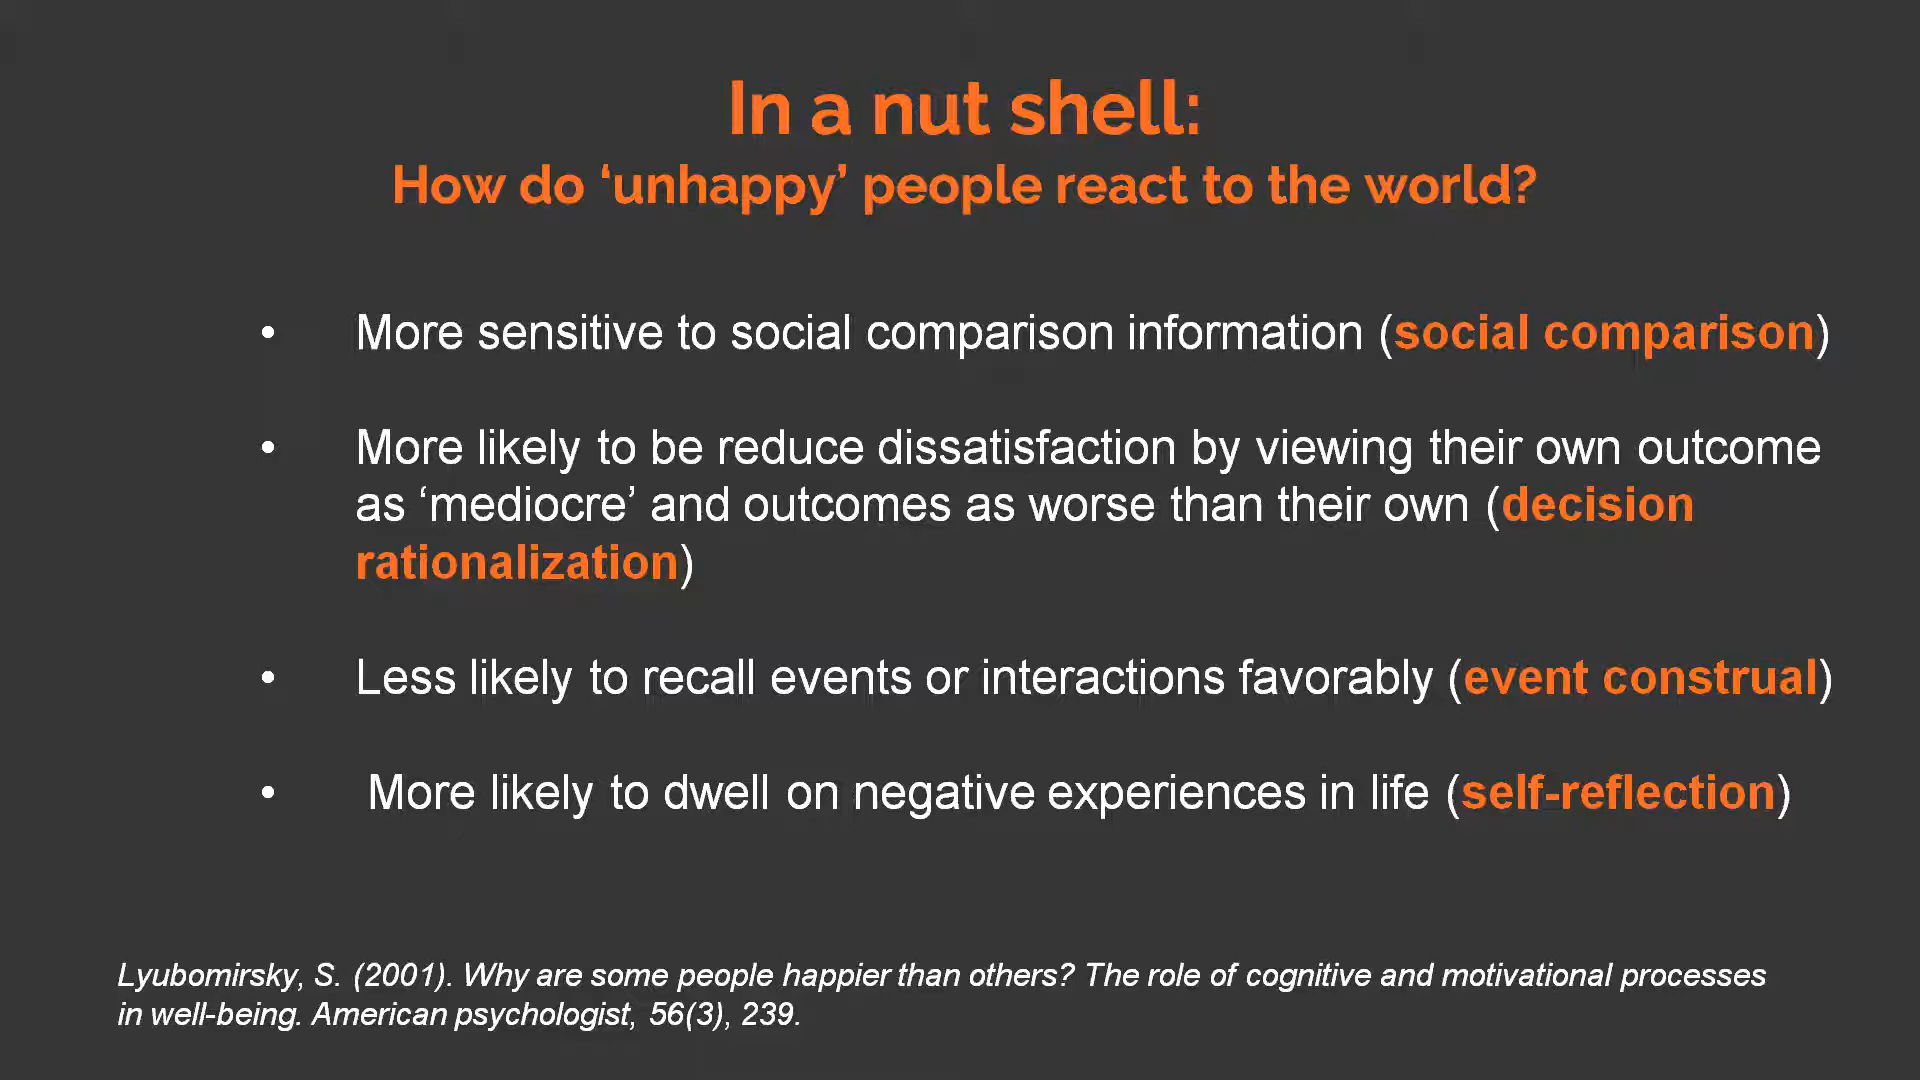 In a nut shell:
How do ‘unhappy’ people react to the world?
• More sensitive to social comparison information (social comparison)
• More likely to be reduce dissatisfaction by viewing their own outcome
as ‘mediocre’ and outcomes as worse than their own (decision
rationalization)
• Less likely to recall events or interactions favorably (event construal)
• More likely to dwell on negative experiences in life (self-reflection)
Lyubomirsky, S. (2001). Why are some people happier than others? The role of cognitive and motivational processes
in well-being. American psychologist, 56(3), 239.